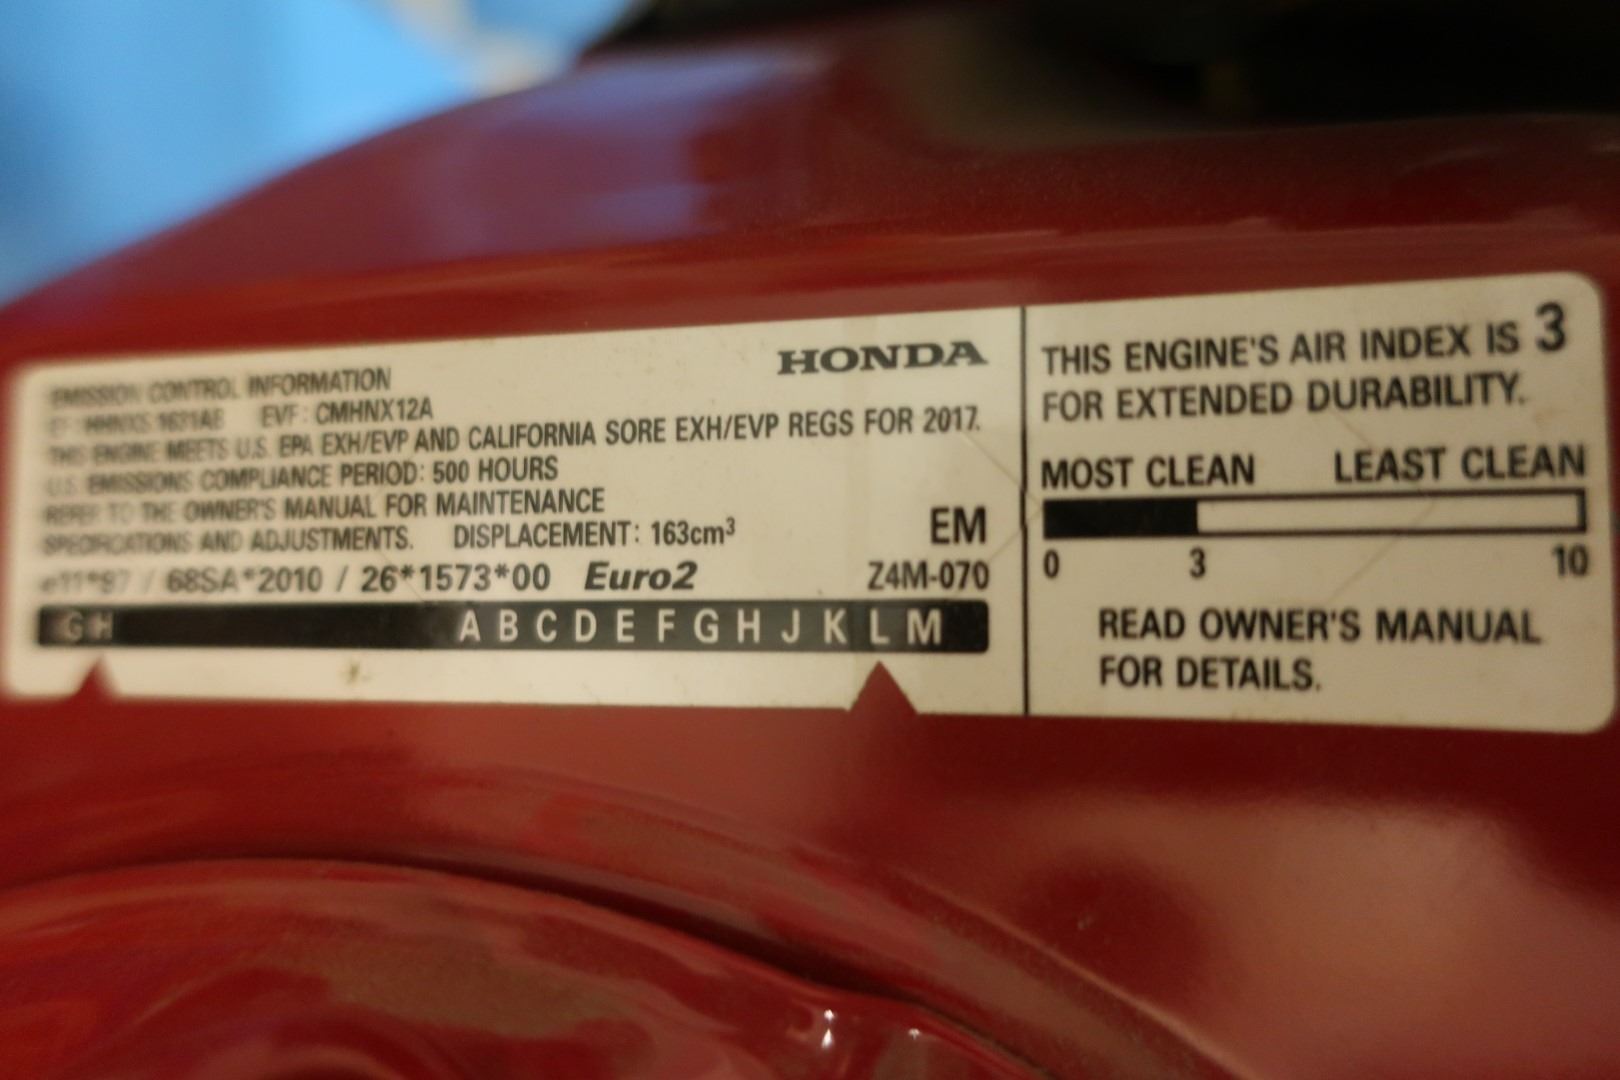 EMISSION CONTROL INFORMATION
HONDA
EVF: CMHNX12A
THIS ENGINE MEETS U.S. EPA EXH/EVP AND CALIFORNIA SORE EXH/EVP REGS FOR 2017.
U.S. EMISSIONS COMPLIANCE PERIOD: 500 HOURS
REFER TO THE OWNER'S MANUAL FOR MAINTENANCE
SPECIFICATIONS AND ADJUSTMENTS. DISPLACEMENT: 163cm³
EM
e11*97 / 68SA*2010 / 26*1573*00 Euro2 Z4M-070
G H A B C D E F G H J K L M
THIS ENGINE'S AIR INDEX IS 3
FOR EXTENDED DURABILITY.
MOST CLEAN LEAST CLEAN
0 3 10
READ OWNER'S MANUAL
FOR DETAILS.